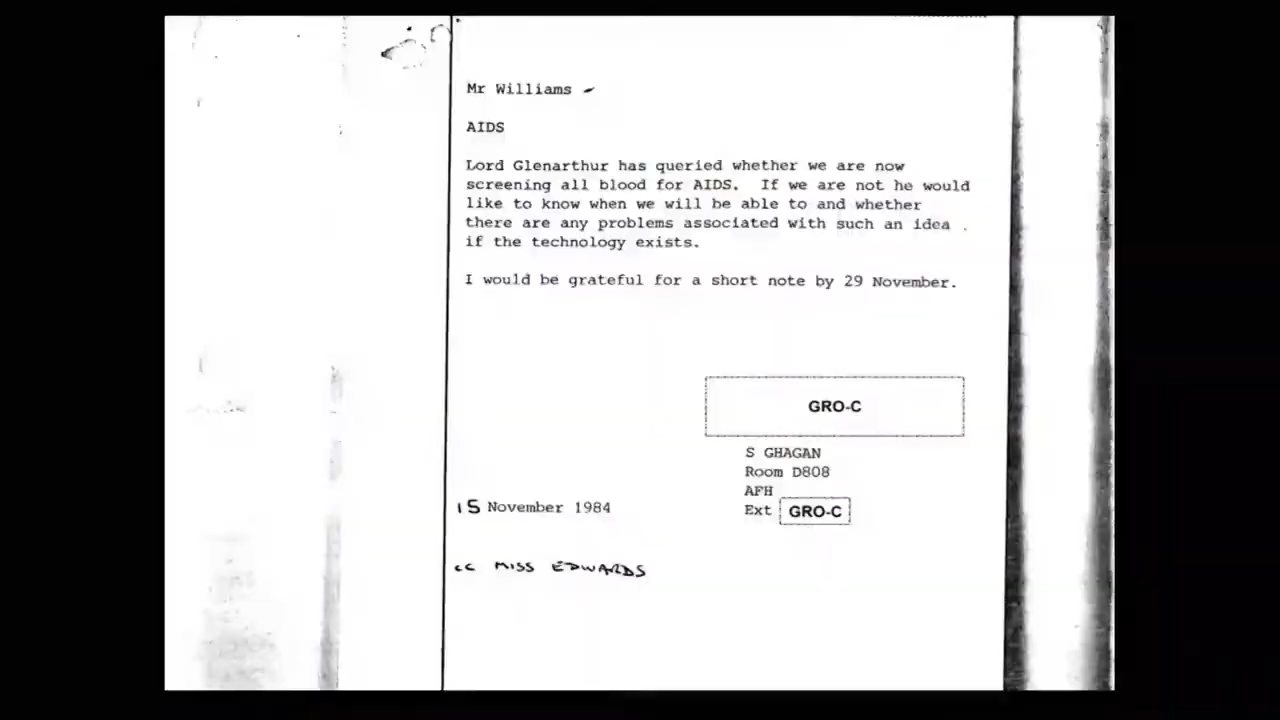 Mr Williams -
AIDS
Lord Glenarthur has queried whether we are now
screening all blood for AIDS. If we are not he would
like to know when we will be able to and whether
there are any problems associated with such an idea
if the technology exists.
I would be grateful for a short note by 29 November.
GRO-C
S GHAGAN
Room D808
AFH
Ext GRO-C
15 November 1984
cc MISS EDWARDS